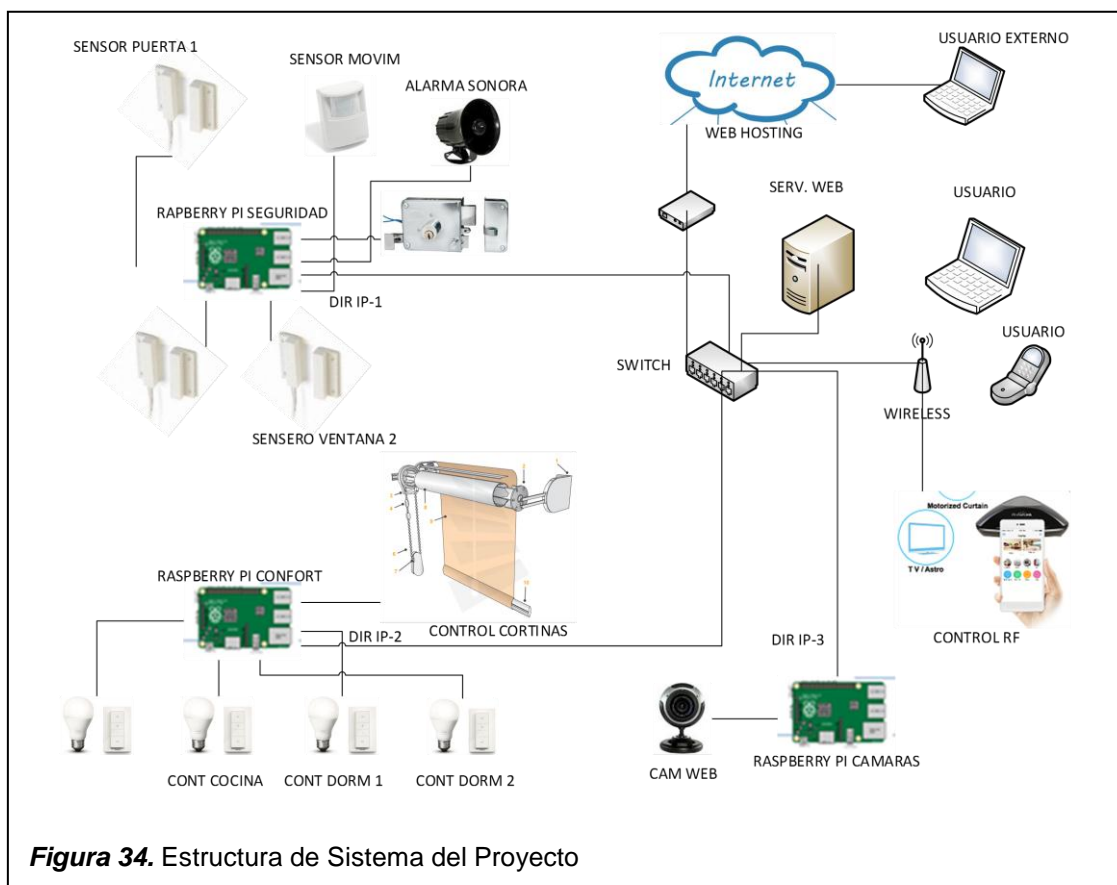 SENSOR PUERTA 1
SENSOR MOVIM
ALARMA SONORA
USUARIO EXTERNO
Internet
WEB HOSTING
SERV. WEB
USUARIO
RAPBERRY PI SEGURIDAD
DIR IP-1
SWITCH
USUARIO
WIRELESS
SENSERO VENTANA 2
Motorized Curtain
TV / Astro
RASPBERRY PI CONFORT
CONTROL CORTINAS
DIR IP-2
DIR IP-3
CONTROL RF
CONT COCINA
CONT DORM 1
CONT DORM 2
CAM WEB
RASPBERRY PI CAMARAS
Figura 34. Estructura de Sistema del Proyecto